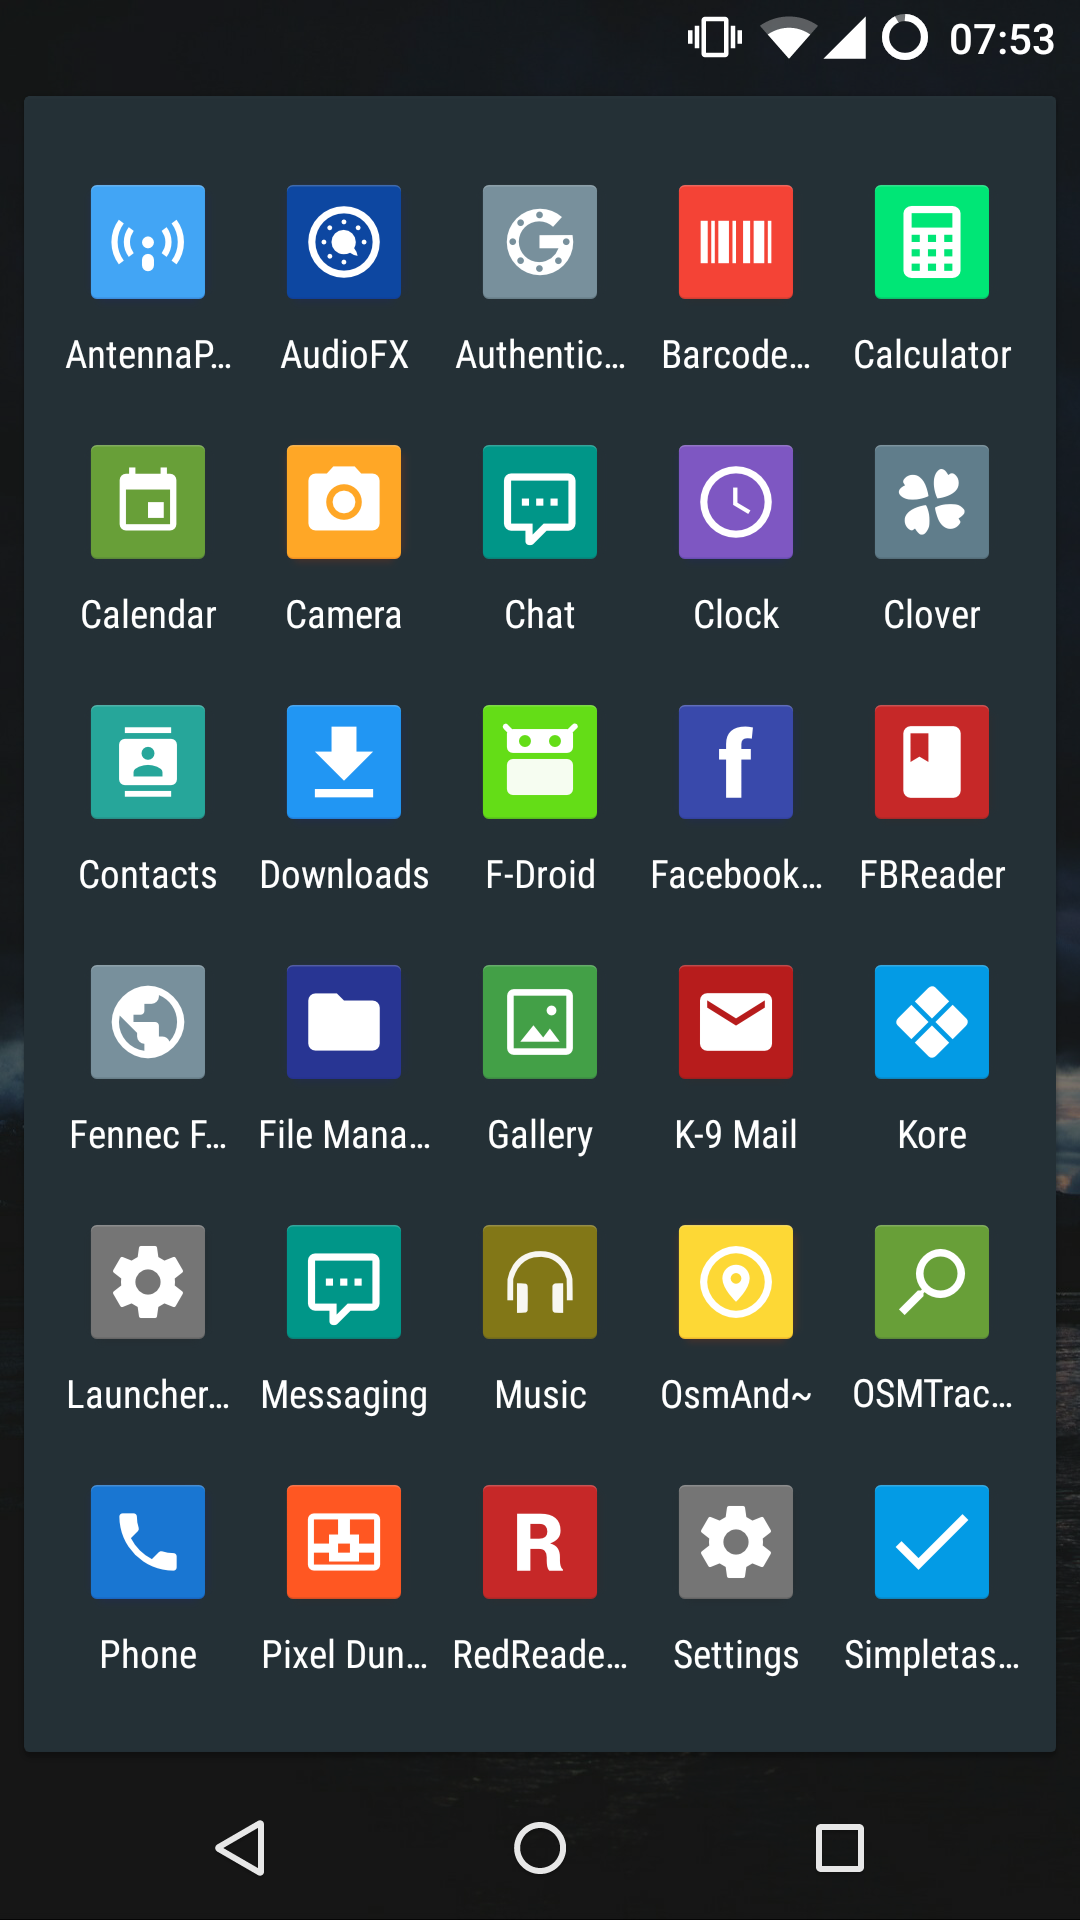 07:53
AntennaP... AudioFX Authentic... Barcode... Calculator
Calendar Camera Chat Clock Clover
Contacts Downloads F-Droid Facebook... FBReader
Fennec F... File Mana... Gallery K-9 Mail Kore
Launcher... Messaging Music OsmAnd~ OSMTrac...
Phone Pixel Dun... RedReade... Settings Simpletas...